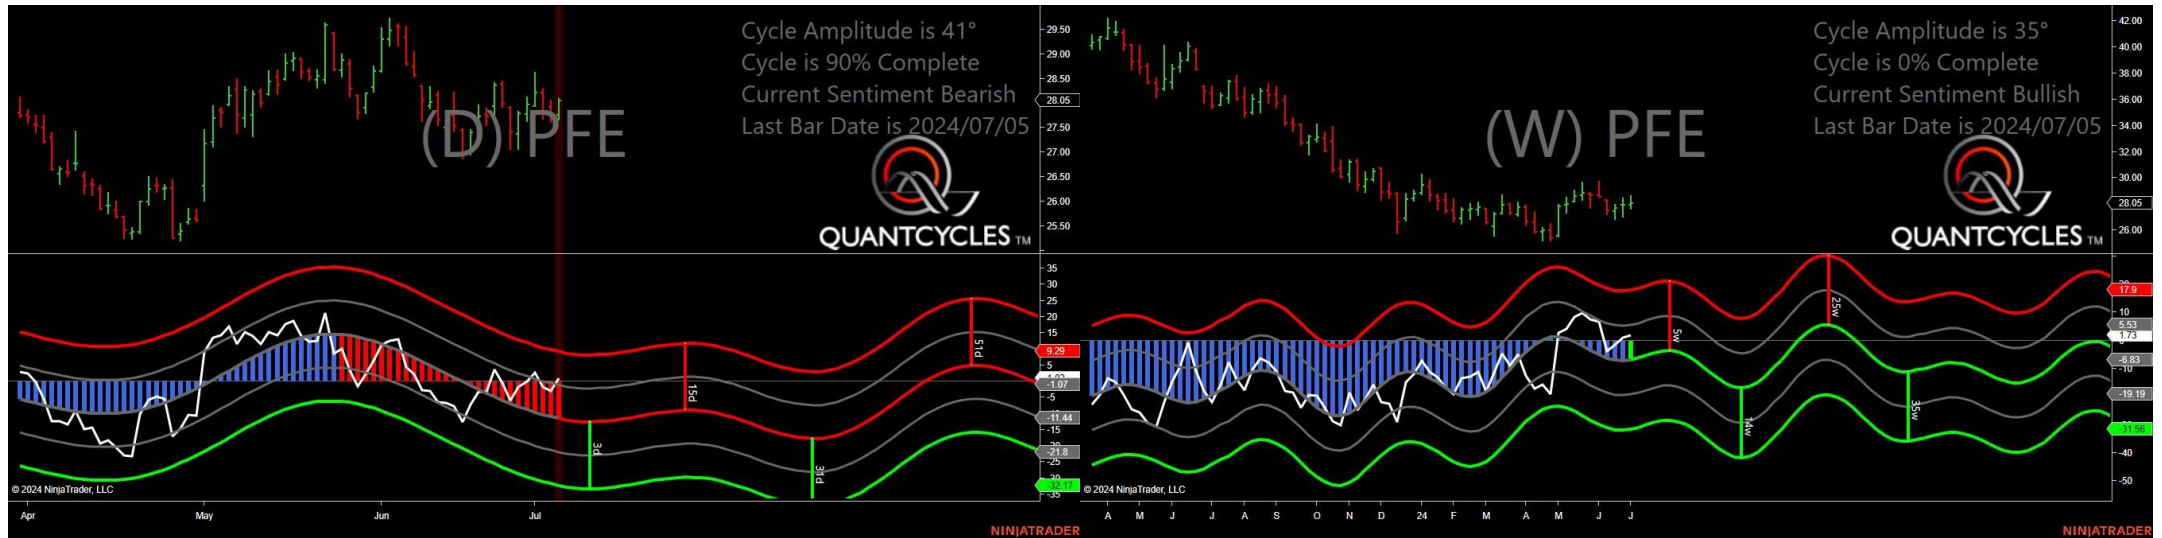 Cycle Amplitude is 41°
Cycle is 90% Complete
Current Sentiment Bearish
Last Bar Date is 2024/07/05
(D) PFE
QUANTCYCLES TM
29.50
29.00
28.50
28.05
27.50
27.00
26.50
26.00
25.50
35
30
25
20
15
9.29
5
-1.07
-5
-11.44
-15
-21.8
-25
-32.17
-35
3d
15d
31d
51d
© 2024 NinjaTrader, LLC
Apr May Jun Jul
NINJATRADER
Cycle Amplitude is 35°
Cycle is 0% Complete
Current Sentiment Bullish
Last Bar Date is 2024/07/05
(W) PFE
QUANTCYCLES TM
42.00
40.00
38.00
36.00
34.00
32.00
30.00
28.05
26.00
17.9
10
5.53
1.73
-6.83
-10
-19.19
-31.56
-40
-50
5w
14w
25w
35w
© 2024 NinjaTrader, LLC
A M J J A S O N D 24 F M A M J J
NINJATRADER